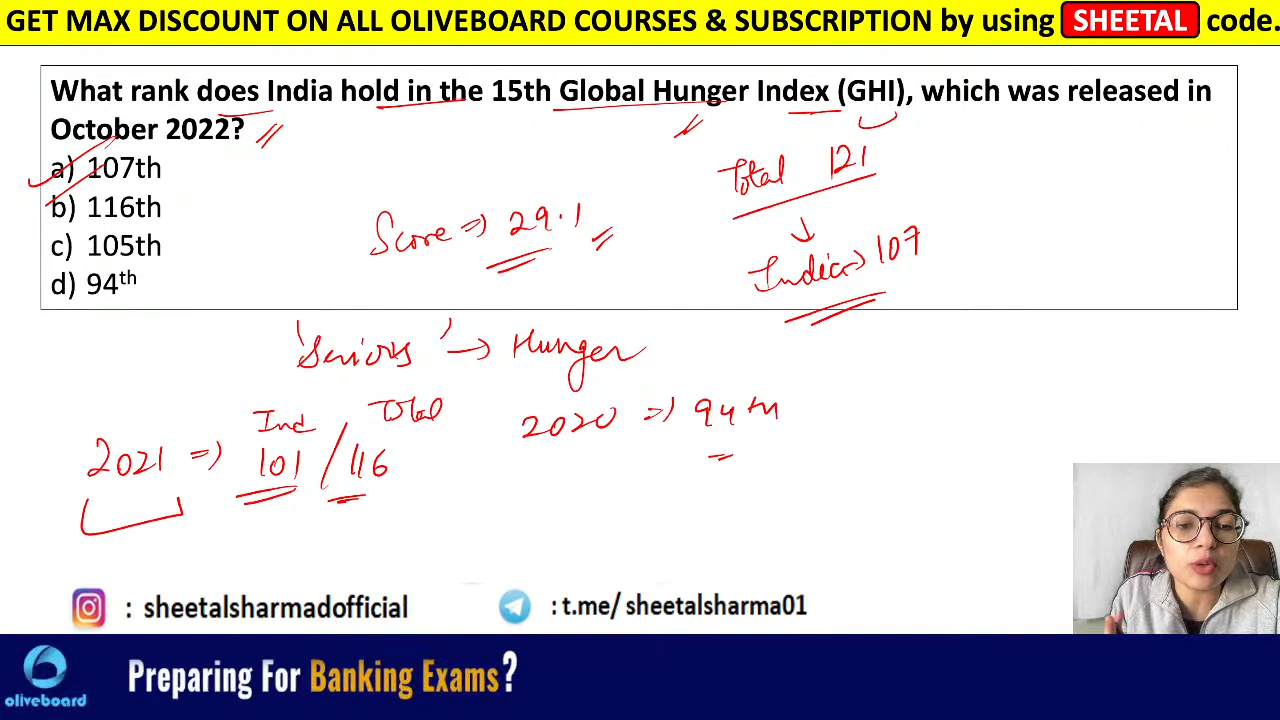 GET MAX DISCOUNT ON ALL OLIVEBOARD COURSES & SUBSCRIPTION by using SHEETAL code.
What rank does India hold in the 15th Global Hunger Index (GHI), which was released in
October 2022?
a) 107th
b) 116th
c) 105th
d) 94th
Total 121
Score => 29.1
India => 107
'Serious' -> Hunger
Ind Total
2021 => 101 / 116
2020 => 94th
: sheetalsharmadofficial
: t.me/ sheetalsharma01
Preparing For Banking Exams?
oliveboard